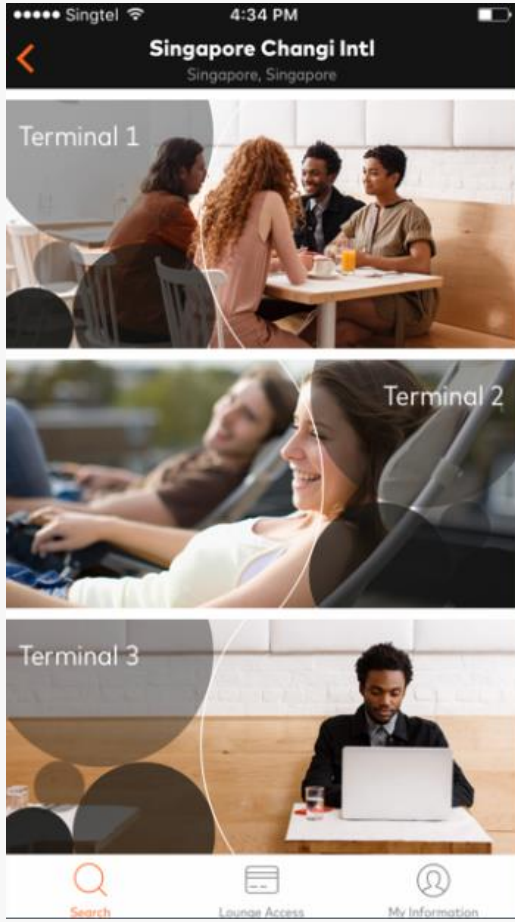 Singtel 4:34 PM
Singapore Changi Intl
Singapore, Singapore
Terminal 1
Terminal 2
Terminal 3
Search Lounge Access My Information